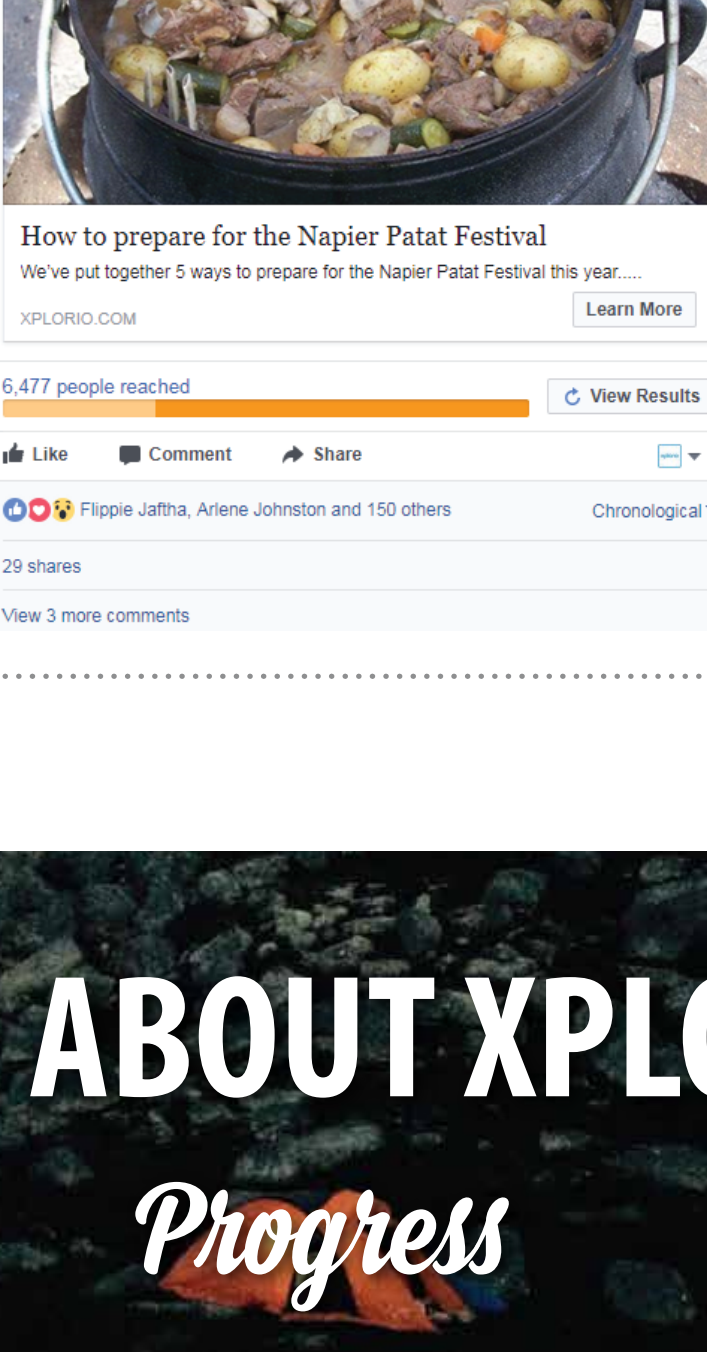 How to prepare for the Napier Patat Festival
We've put together 5 ways to prepare for the Napier Patat Festival this year.....
XPLORIO.COM
Learn More
6,477 people reached
View Results
Like Comment Share
Flippie Jaftha, Arlene Johnston and 150 others
Chronological
29 shares
View 3 more comments
ABOUT XPLO
Progress